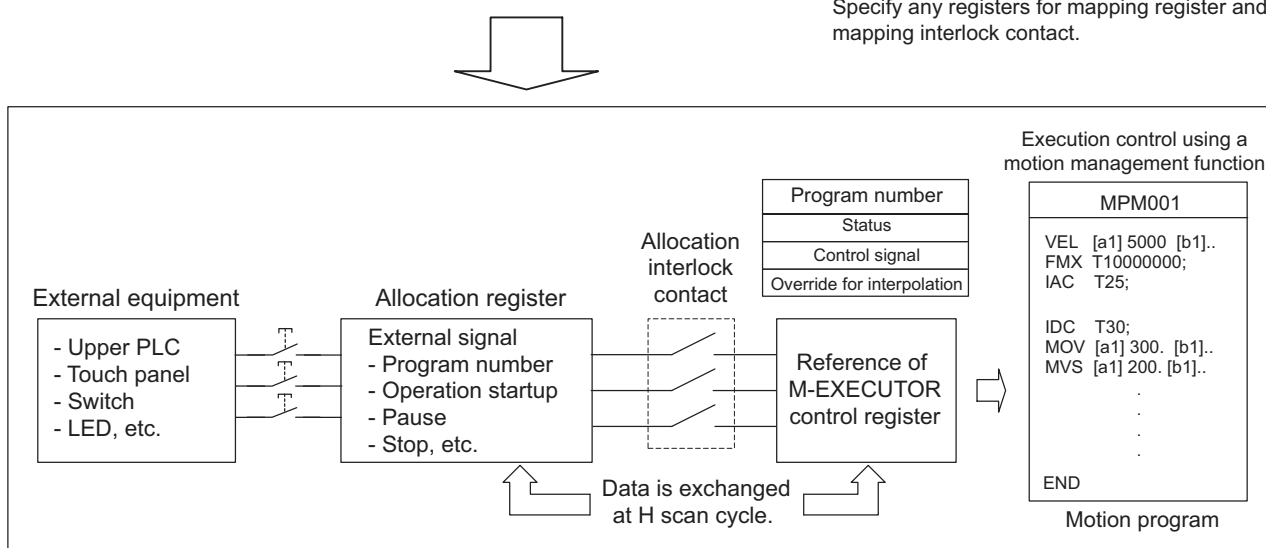 Specify any registers for mapping register and
mapping interlock contact.
Execution control using a
motion management function
Program number
Status
Control signal
Override for interpolation
MPM001
VEL [a1] 5000 [b1]..
FMX T10000000;
IAC T25;
IDC T30;
MOV [a1] 300. [b1]..
MVS [a1] 200. [b1]..
.
.
.
.
END
Motion program
Allocation
interlock
contact
External equipment
- Upper PLC
- Touch panel
- Switch
- LED, etc.
Allocation register
External signal
- Program number
- Operation startup
- Pause
- Stop, etc.
Reference of
M-EXECUTOR
control register
Data is exchanged
at H scan cycle.